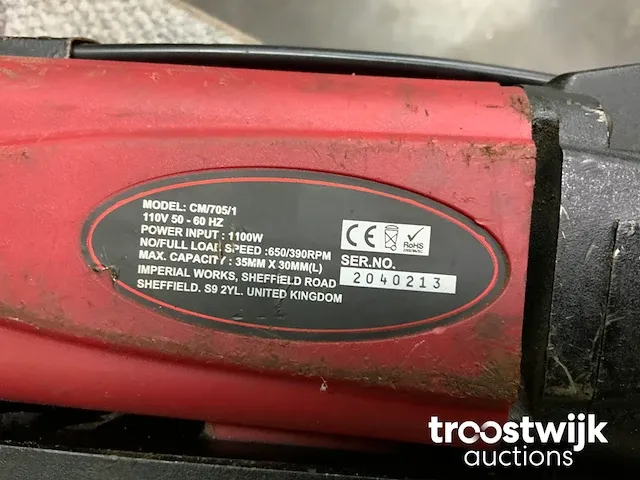 MODEL: CM/705/1
110V 50 - 60 HZ
POWER INPUT : 1100W
NO/FULL LOAD SPEED :650/390RPM
MAX. CAPACITY : 35MM X 30MM(L)
IMPERIAL WORKS, SHEFFIELD ROAD
SHEFFIELD. S9 2YL. UNITED KINGDOM
CE
RoHS
SER.NO.
2040213
troostwijk
auctions